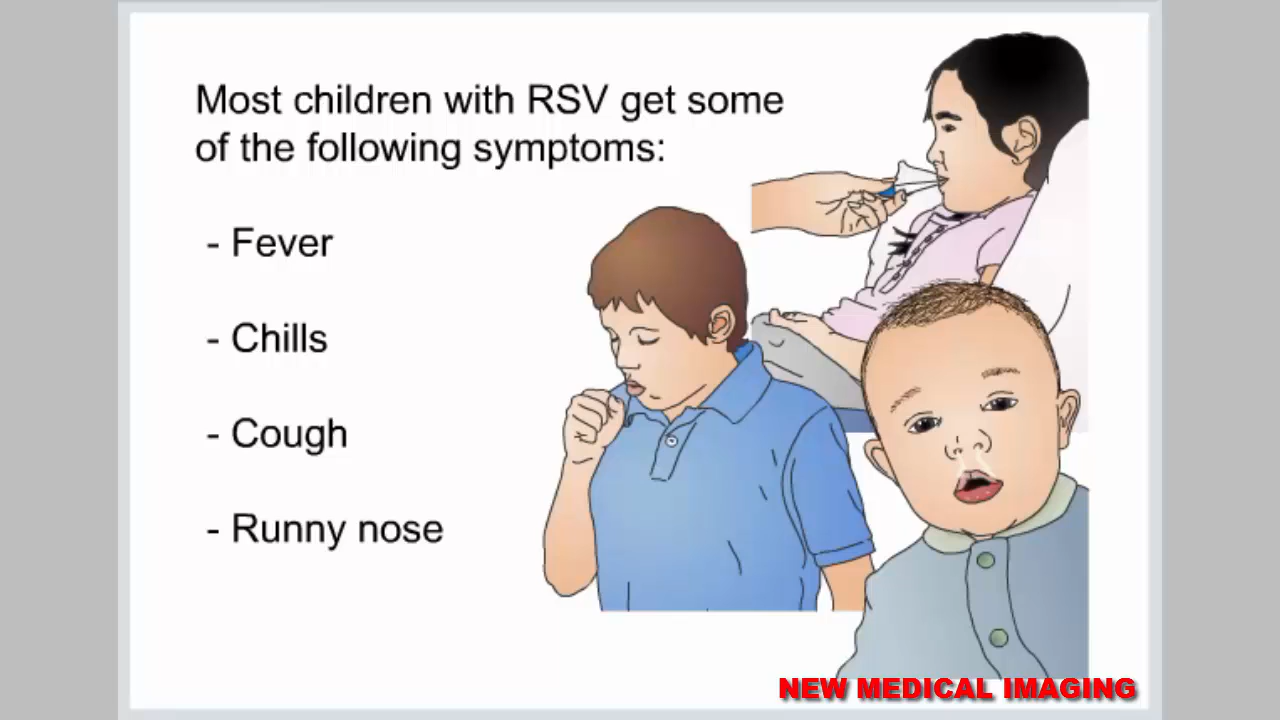 Most children with RSV get some
of the following symptoms:
- Fever
- Chills
- Cough
- Runny nose
NEW MEDICAL IMAGING